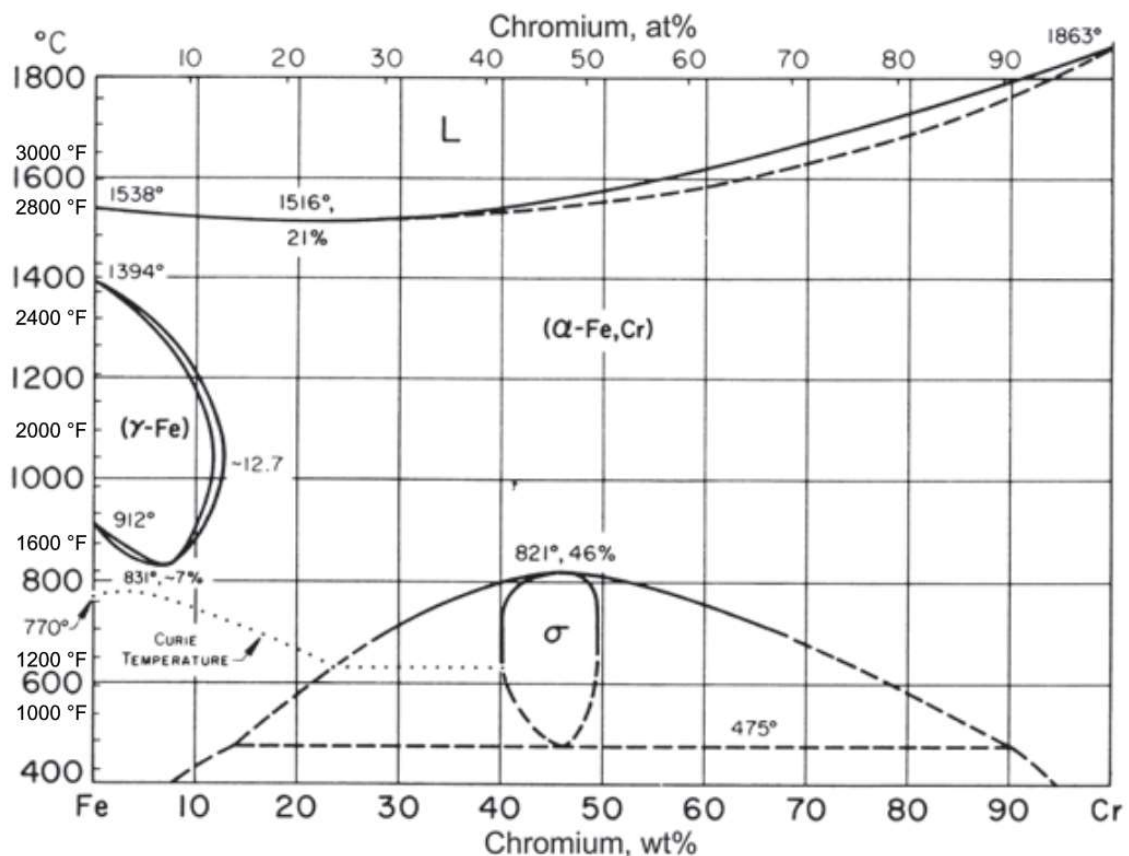 Chromium, at%
°C
10 20 30 40 50 60 70 80 90
1863°
1800
L
3000 °F
1600
1538°
1516°,
2800 °F
21%
1400
1394°
2400 °F
(α-Fe,Cr)
1200
2000 °F
(γ-Fe)
~12.7
1000
912°
1600 °F
821°, 46%
831°, ~7%
800
770°
CURIE
TEMPERATURE
σ
1200 °F
600
1000 °F
475°
400
Fe 10 20 30 40 50 60 70 80 90 Cr
Chromium, wt%